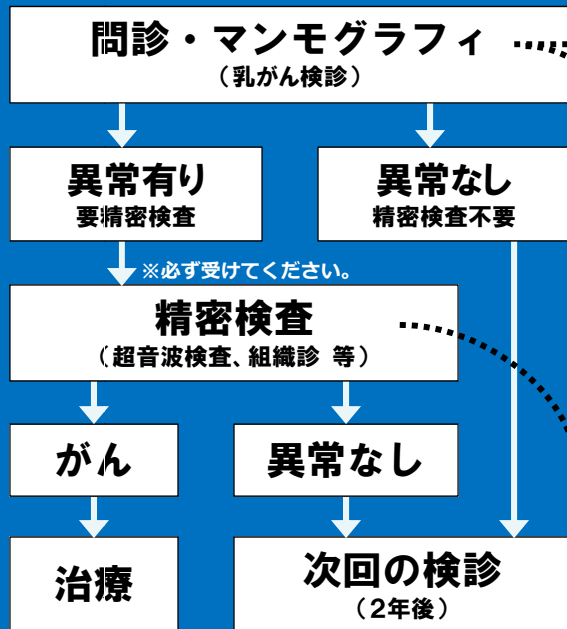 問診・マンモグラフィ
（乳がん検診）
異常有り
要精密検査
異常なし
精密検査不要
※必ず受けてください。
精密検査
（超音波検査、組織診 等）
がん
異常なし
治療
次回の検診
（2年後）